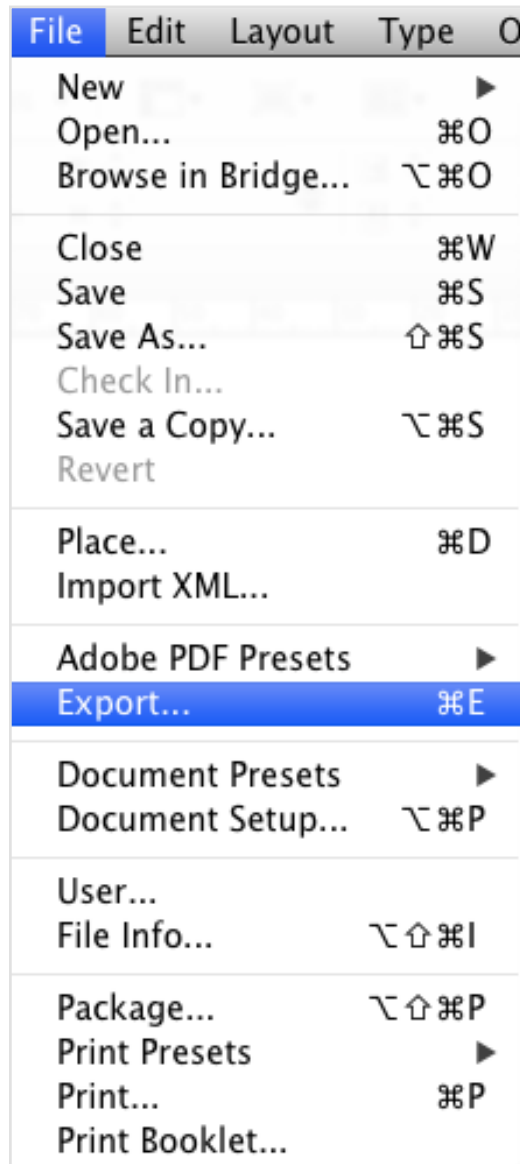 File Edit Layout Type O
New ▶
Open... ⌘O
Browse in Bridge... ⌥⌘O
Close ⌘W
Save ⌘S
Save As... ⇧⌘S
Check In...
Save a Copy... ⌥⌘S
Revert
Place... ⌘D
Import XML...
Adobe PDF Presets ▶
Export... ⌘E
Document Presets ▶
Document Setup... ⌥⌘P
User...
File Info... ⌥⇧⌘I
Package... ⌥⇧⌘P
Print Presets ▶
Print... ⌘P
Print Booklet...